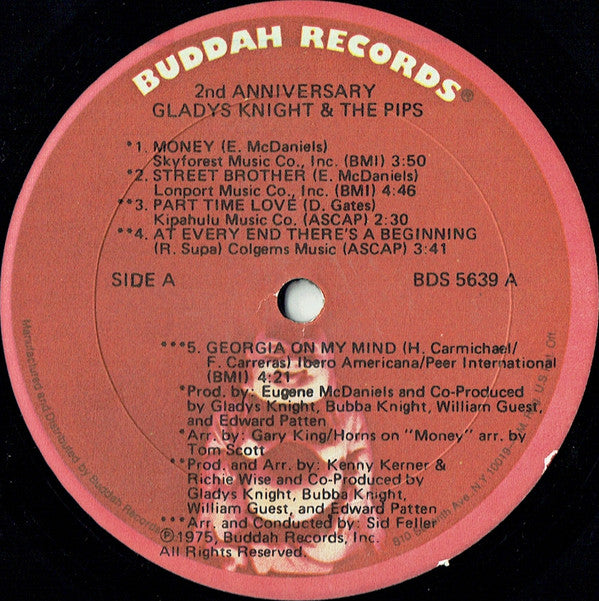 BUDDAH RECORDS®
2nd ANNIVERSARY
GLADYS KNIGHT & THE PIPS
*1. MONEY (E. McDaniels)
Skyforest Music Co., Inc. (BMI) 3:50
*2. STREET BROTHER (E. McDaniels)
Lonport Music Co., Inc. (BMI) 4:46
**3. PART TIME LOVE (D. Gates)
Kipahulu Music Co. (ASCAP) 2:30
**4. AT EVERY END THERE'S A BEGINNING
(R. Supa) Colgems Music (ASCAP) 3:41
SIDE A
BDS 5639 A
***5. GEORGIA ON MY MIND (H. Carmichael/
F. Carreras) Ibero Americana/Peer International
(BMI) 4:21
*Prod. by: Eugene McDaniels and Co-Produced
by Gladys Knight, Bubba Knight, William Guest,
and Edward Patten
*Arr. by: Gary King/Horns on "Money" arr. by
Tom Scott
**Prod. and Arr. by: Kenny Kerner &
Richie Wise and Co-Produced by
Gladys Knight, Bubba Knight,
William Guest, and Edward Patten
***Arr. and Conducted by: Sid Feller
℗1975, Buddah Records, Inc.
All Rights Reserved.
Manufactured and Distributed by Buddah Records
810 Seventh Ave. N.Y. 10019 U.S. Off.